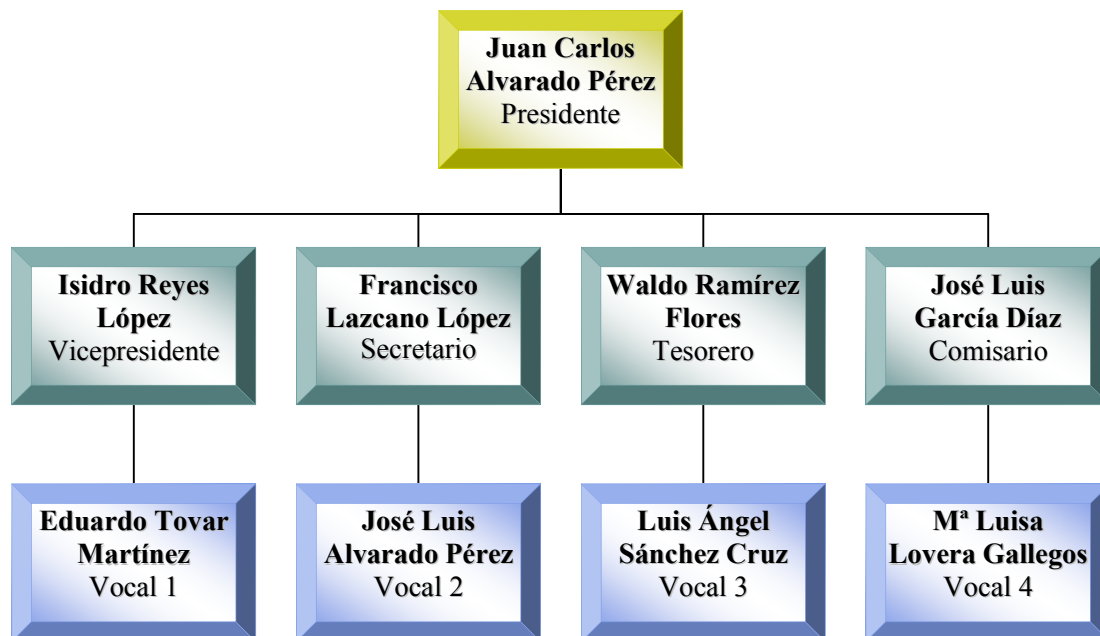 Juan Carlos
Alvarado Pérez
Presidente
Isidro Reyes
López
Vicepresidente
Francisco
Lazcano López
Secretario
Waldo Ramírez
Flores
Tesorero
José Luis
García Díaz
Comisario
Eduardo Tovar
Martínez
Vocal 1
José Luis
Alvarado Pérez
Vocal 2
Luis Ángel
Sánchez Cruz
Vocal 3
Mª Luisa
Lovera Gallegos
Vocal 4